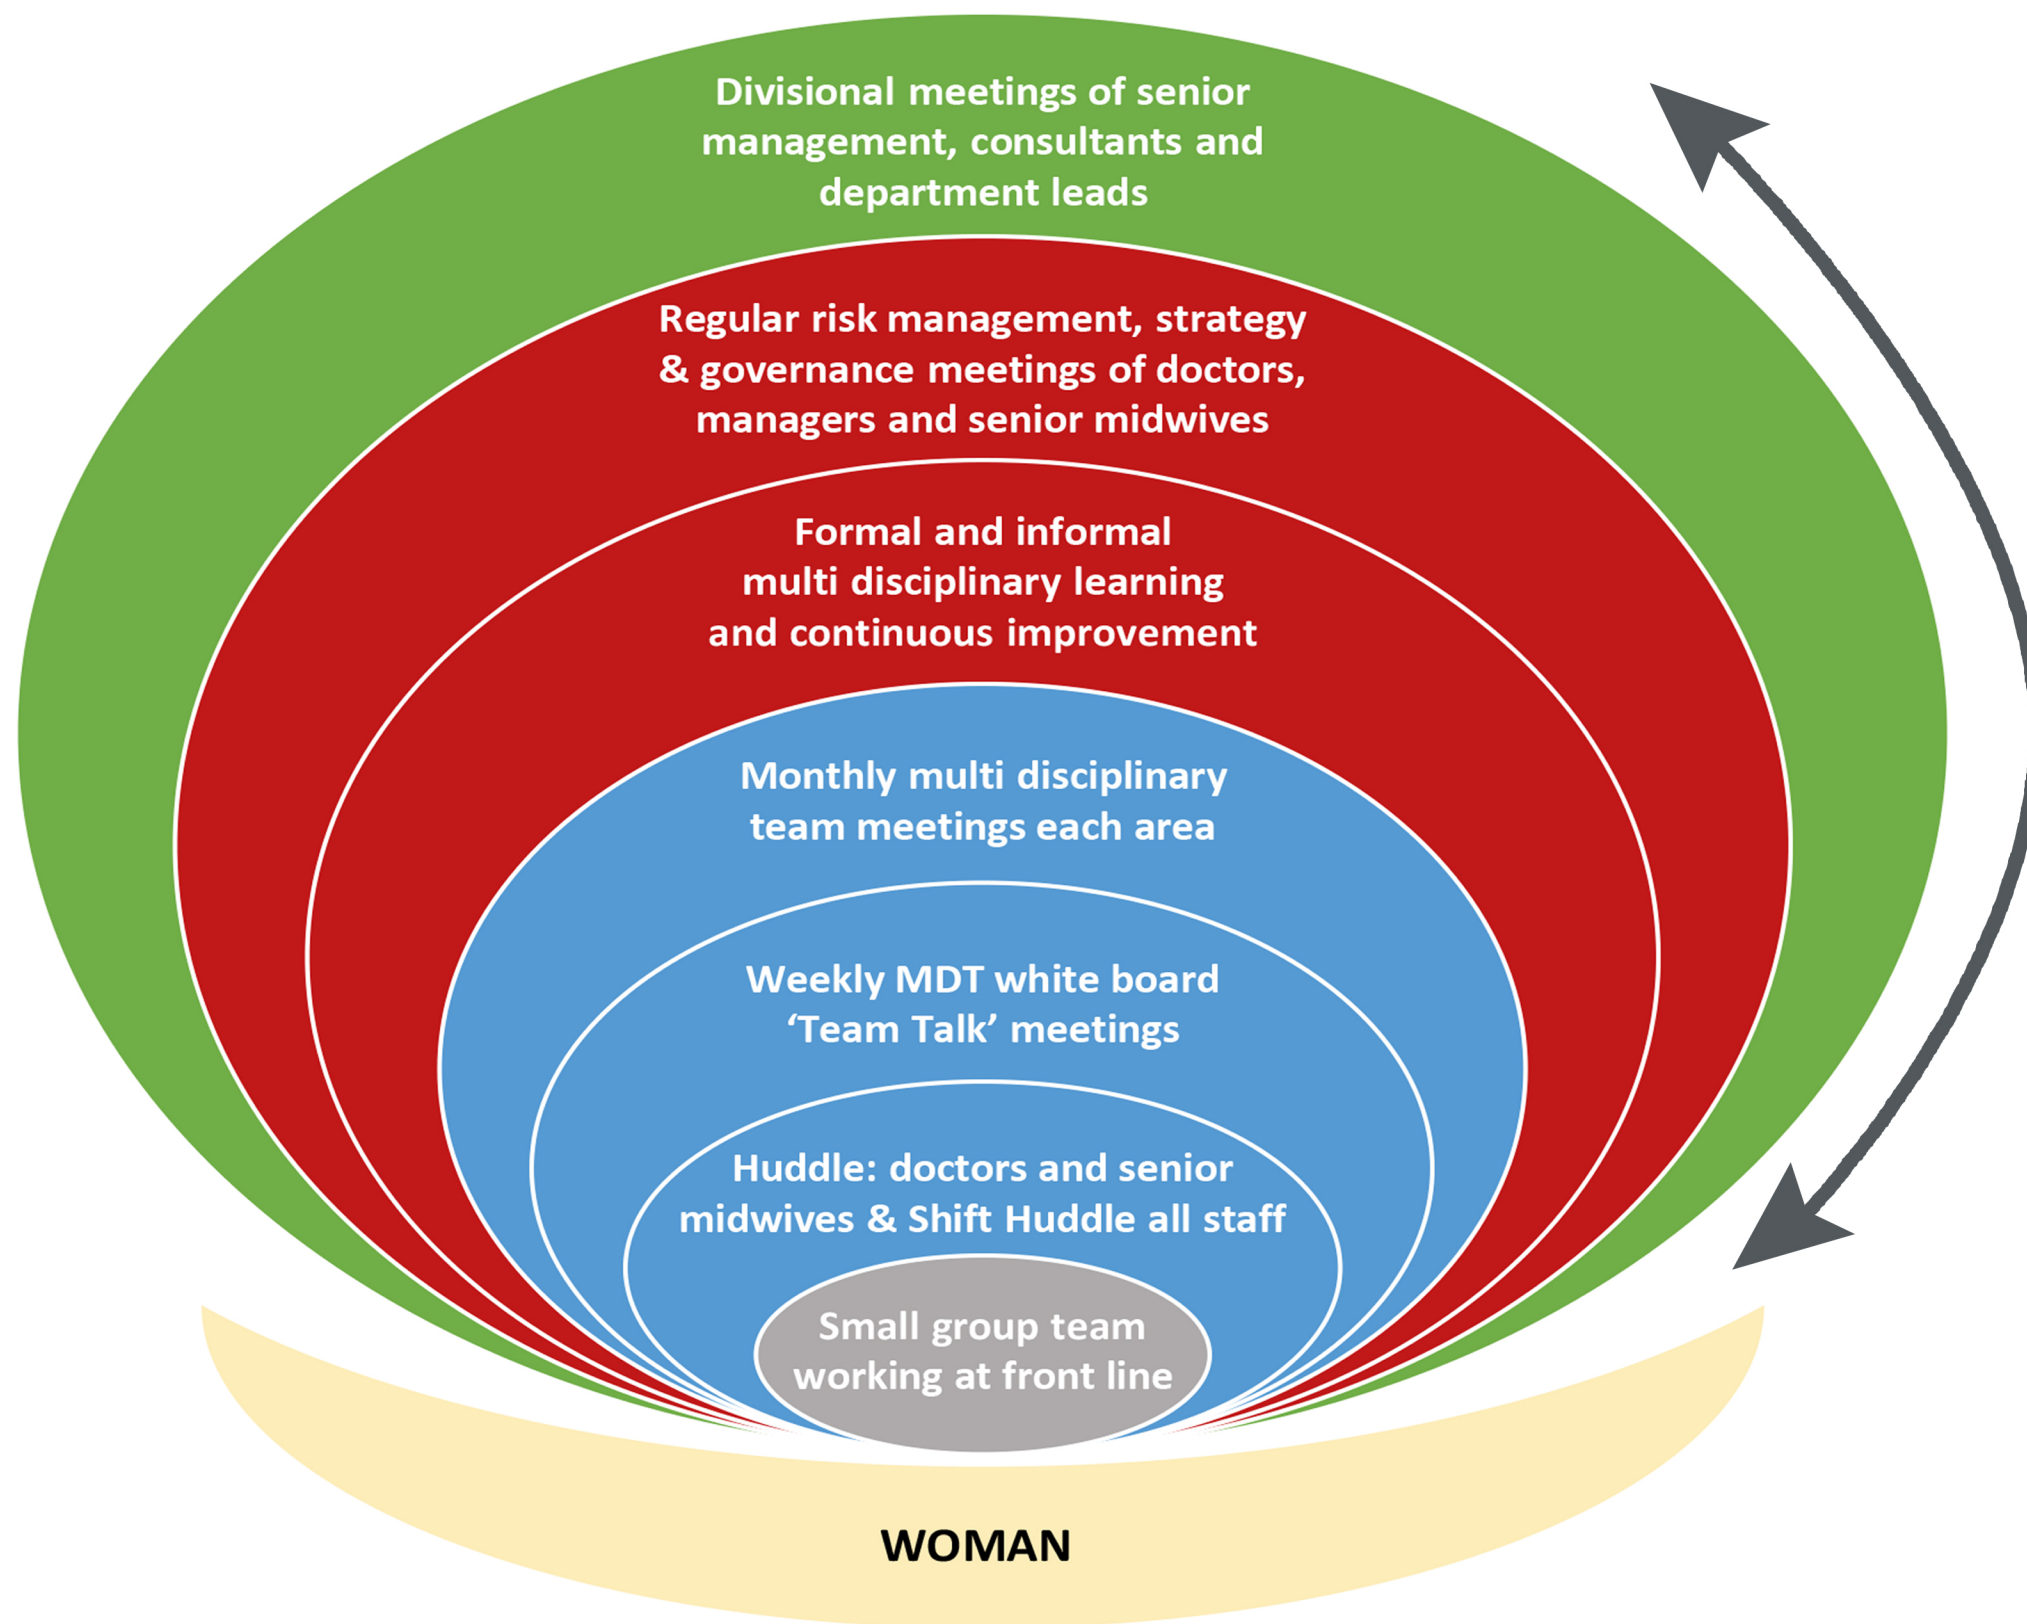 Divisional meetings of senior
management, consultants and
department leads
Regular risk management, strategy
& governance meetings of doctors,
managers and senior midwives
Formal and informal
multi disciplinary learning
and continuous improvement
Monthly multi disciplinary
team meetings each area
Weekly MDT white board
‘Team Talk’ meetings
Huddle: doctors and senior
midwives & Shift Huddle all staff
Small group team
working at front line
WOMAN